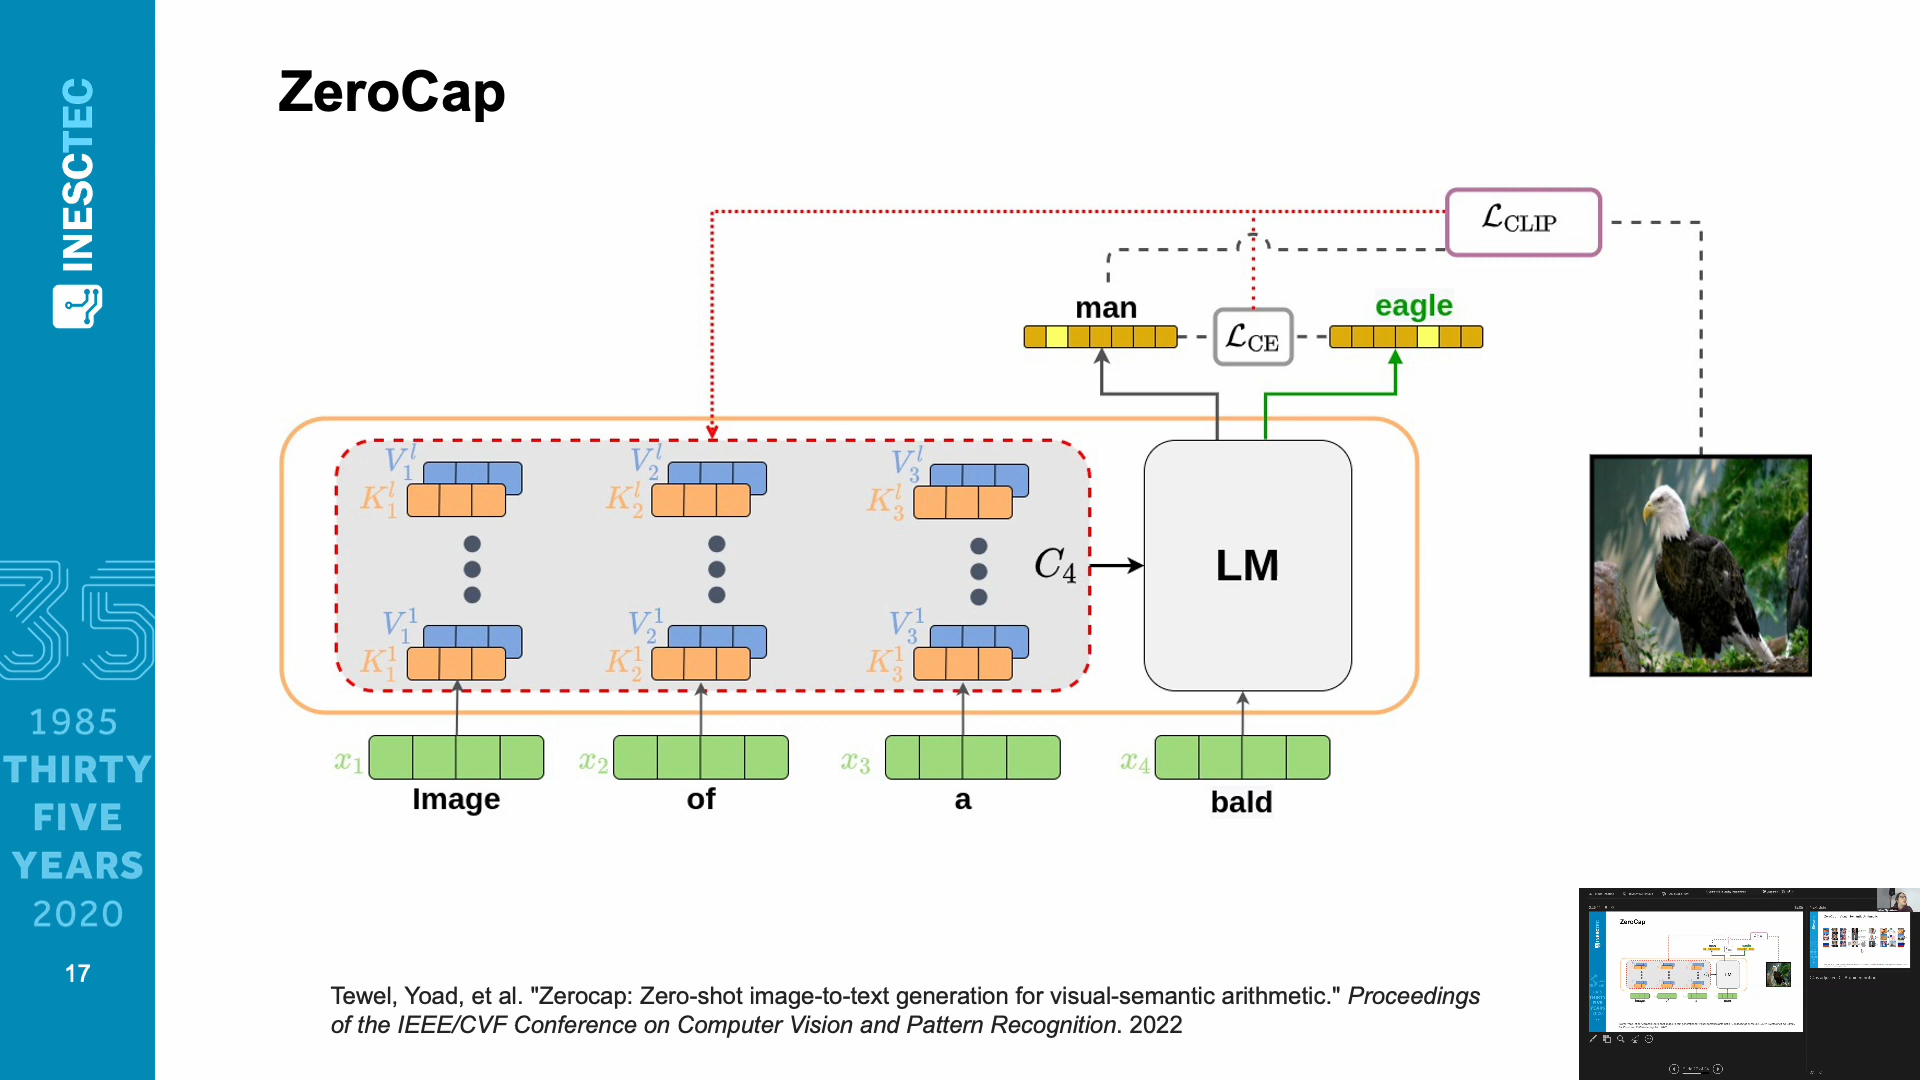 INESCTEC
35
1985
THIRTY
FIVE
YEARS
2020
17
ZeroCap
ℒCLIP
man
ℒCE
eagle
V₁ˡ
K₁ˡ
V₂ˡ
K₂ˡ
V₃ˡ
K₃ˡ
C₄
LM
V₁¹
K₁¹
V₂¹
K₂¹
V₃¹
K₃¹
x₁
x₂
x₃
x₄
Image
of
a
bald
Tewel, Yoad, et al. "Zerocap: Zero-shot image-to-text generation for visual-semantic arithmetic." Proceedings
of the IEEE/CVF Conference on Computer Vision and Pattern Recognition. 2022
ZeroCap
LM